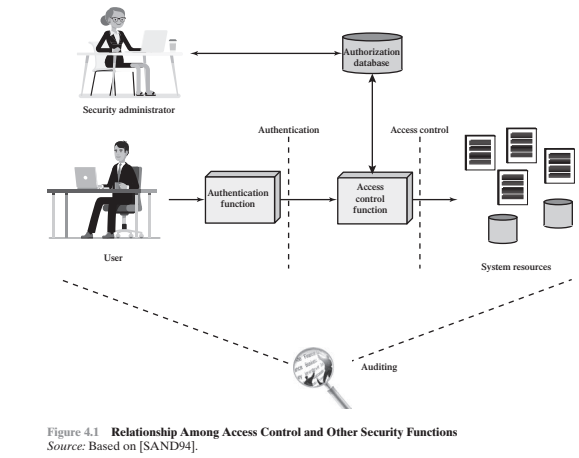 Authorization
database
Security administrator
Authentication
Access control
Authentication
function
Access
control
function
User
System resources
Auditing
Figure 4.1 Relationship Among Access Control and Other Security Functions
Source: Based on [SAND94].